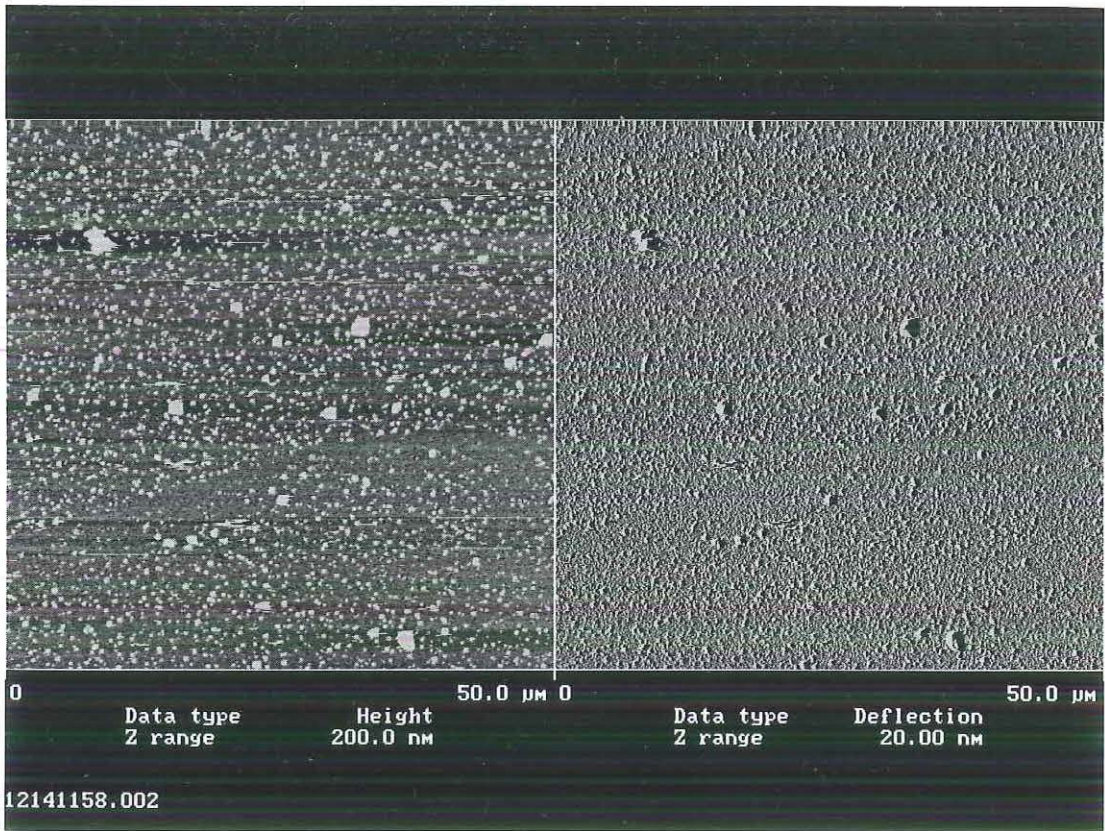 0 50.0 µM 0 50.0 µM
Data type Height Data type Deflection
Z range 200.0 nM Z range 20.00 nM
12141158.002